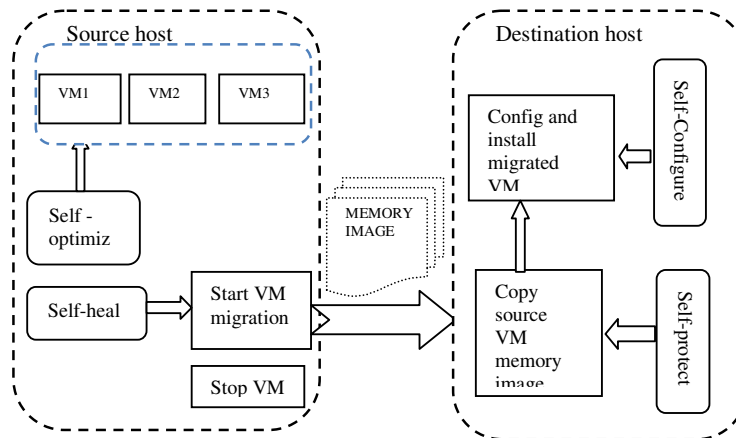 Source host
VM1
VM2
VM3
Self -
optimiz
Self-heal
Start VM
migration
Stop VM
MEMORY
IMAGE
Destination host
Config and
install
migrated
VM
Self-Configure
Copy
source
VM
memory
image
Self-protect